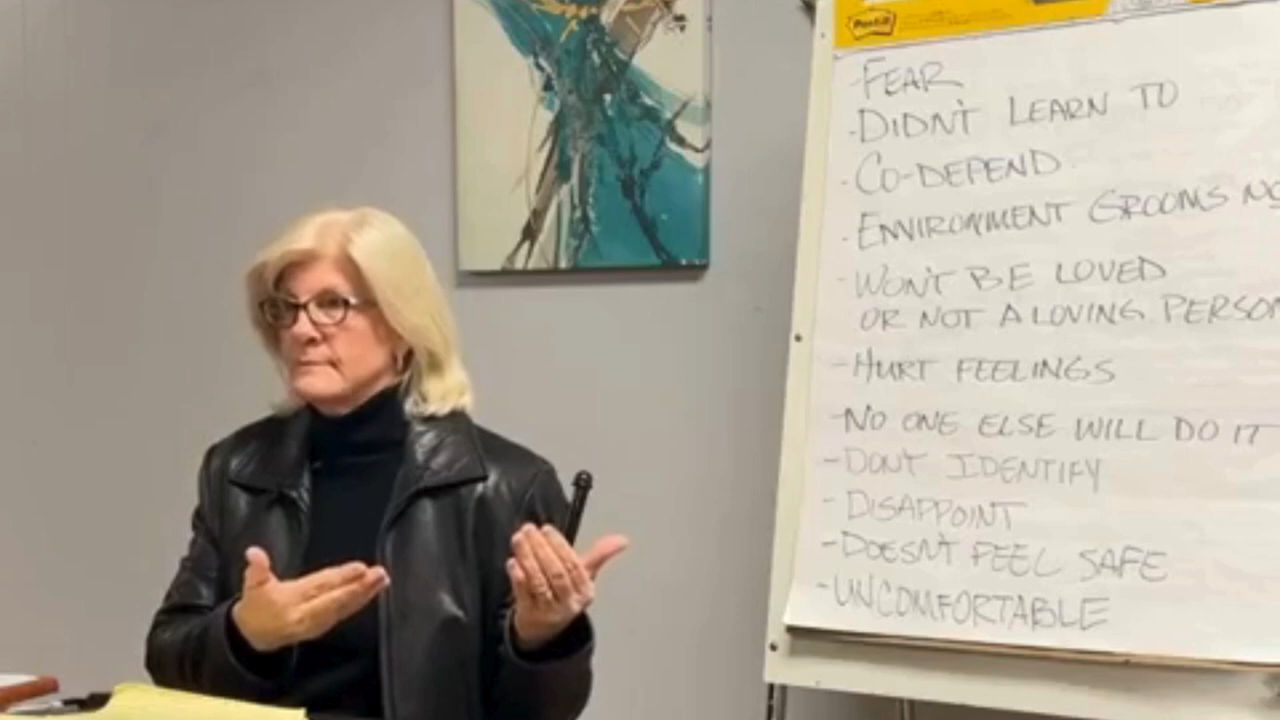 Post-it
-FEAR
-DIDN'T LEARN TO
-CO-DEPEND
-ENVIRONMENT GROOMS
-WON'T BE LOVED
OR NOT A LOVING PERSON
-HURT FEELINGS
-NO ONE ELSE WILL DO IT
-DON'T IDENTIFY
-DISAPPOINT
-DOESN'T FEEL SAFE
-UNCOMFORTABLE